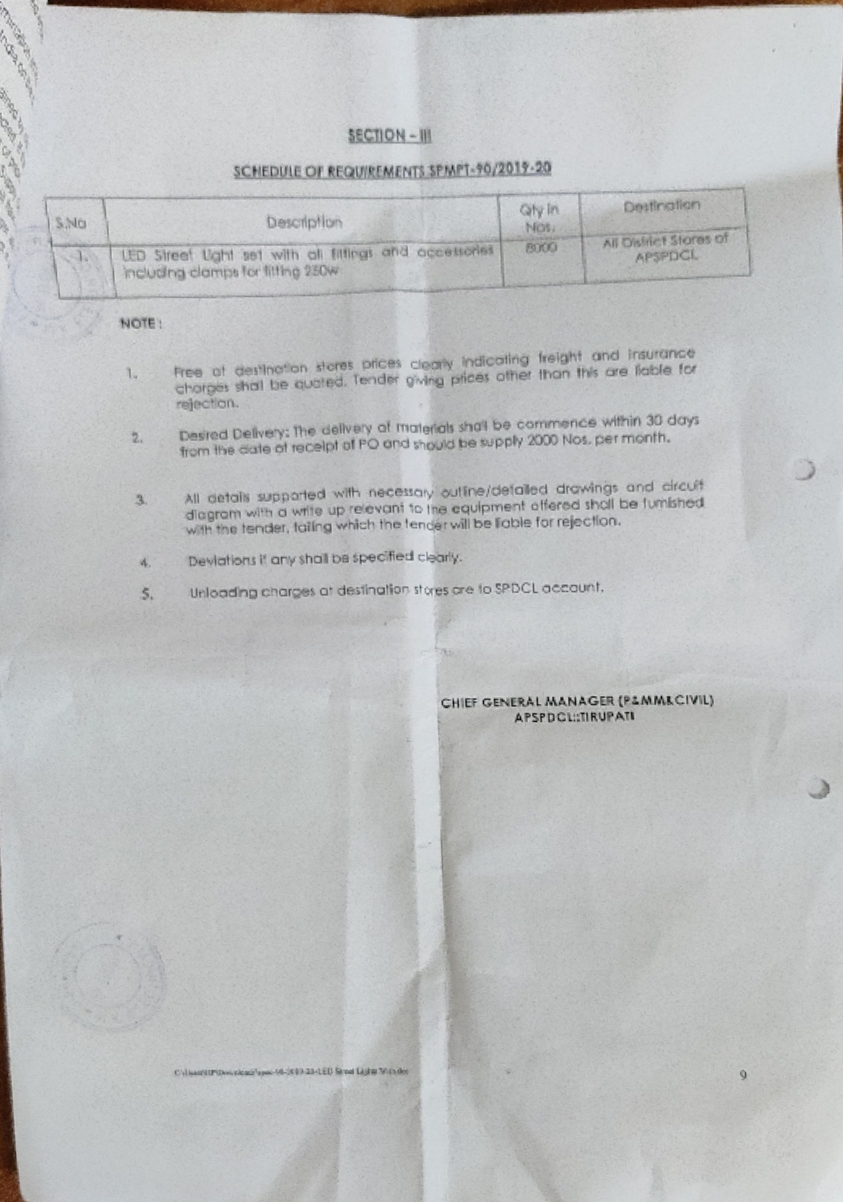 SECTION - III
SCHEDULE OF REQUIREMENTS SPMPT-90/2019-20
S.No Description Qty in Nos. Destination
1. LED Street Light set with all fittings and accessories including clamps for fitting 250w 8000 All District Stores of APSPDCL
NOTE :
1. Free at destination stores prices clearly indicating freight and insurance
charges shall be quoted. Tender giving prices other than this are liable for
rejection.
2. Desired Delivery: The delivery of materials shall be commence within 30 days
from the date of receipt of PO and should be supply 2000 Nos. per month.
3. All details supported with necessary outline/detailed drawings and circuit
diagram with a write up relevant to the equipment offered shall be furnished
with the tender, failing which the tender will be liable for rejection.
4. Deviations if any shall be specified clearly.
5. Unloading charges at destination stores are to SPDCL account.
CHIEF GENERAL MANAGER (P&MM&CIVIL)
APSPDCL::TIRUPATI
LED Street Lights
9